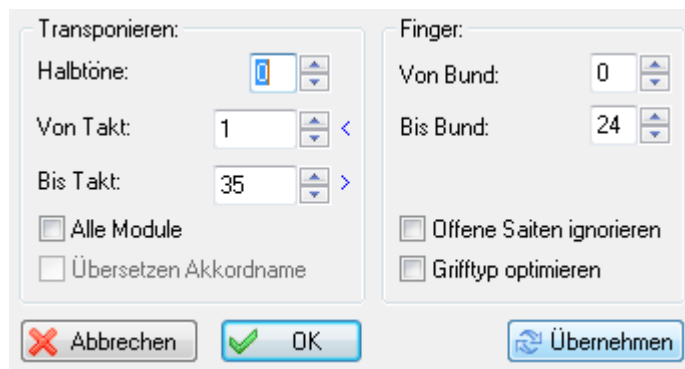 Transponieren:
Halbtöne: 0
Von Takt: 1 <
Bis Takt: 35 >
Alle Module
Übersetzen Akkordname
Finger:
Von Bund: 0
Bis Bund: 24
Offene Saiten ignorieren
Grifftyp optimieren
Abbrechen
OK
Übernehmen